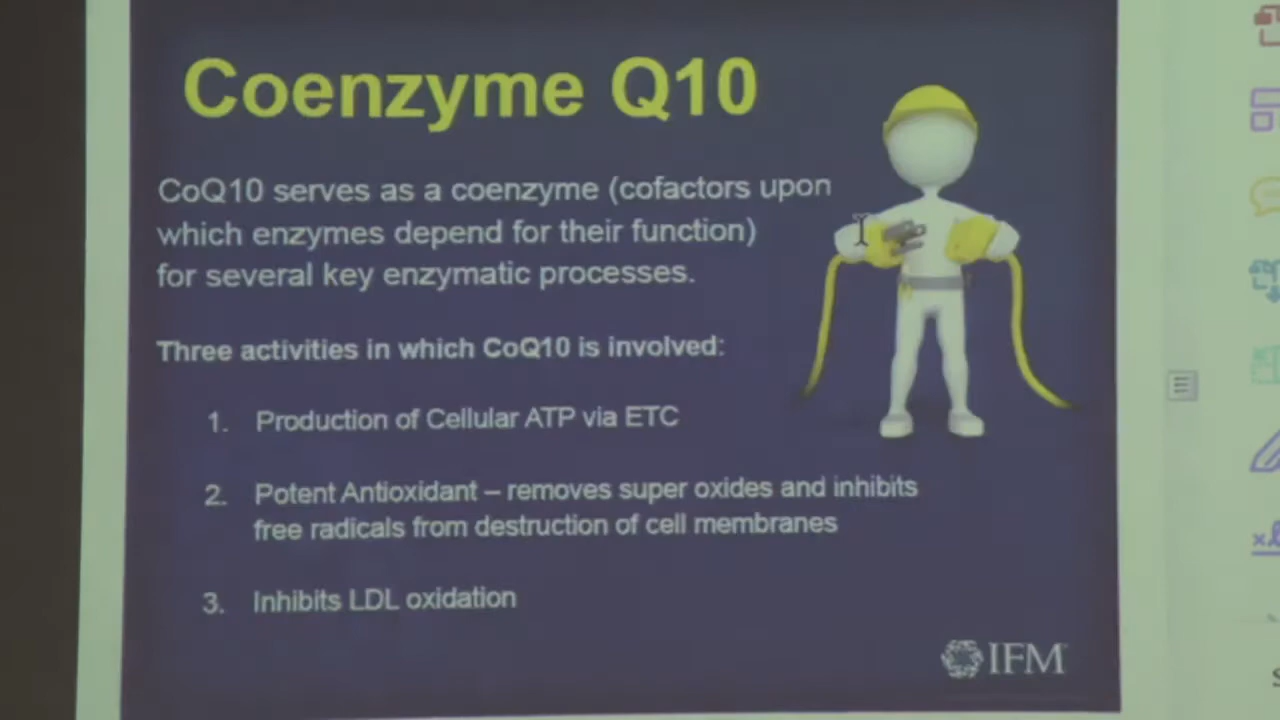 Coenzyme Q10
CoQ10 serves as a coenzyme (cofactors upon
which enzymes depend for their function)
for several key enzymatic processes.
Three activities in which CoQ10 is involved:
1. Production of Cellular ATP via ETC
2. Potent Antioxidant – removes super oxides and inhibits
free radicals from destruction of cell membranes
3. Inhibits LDL oxidation
IFM